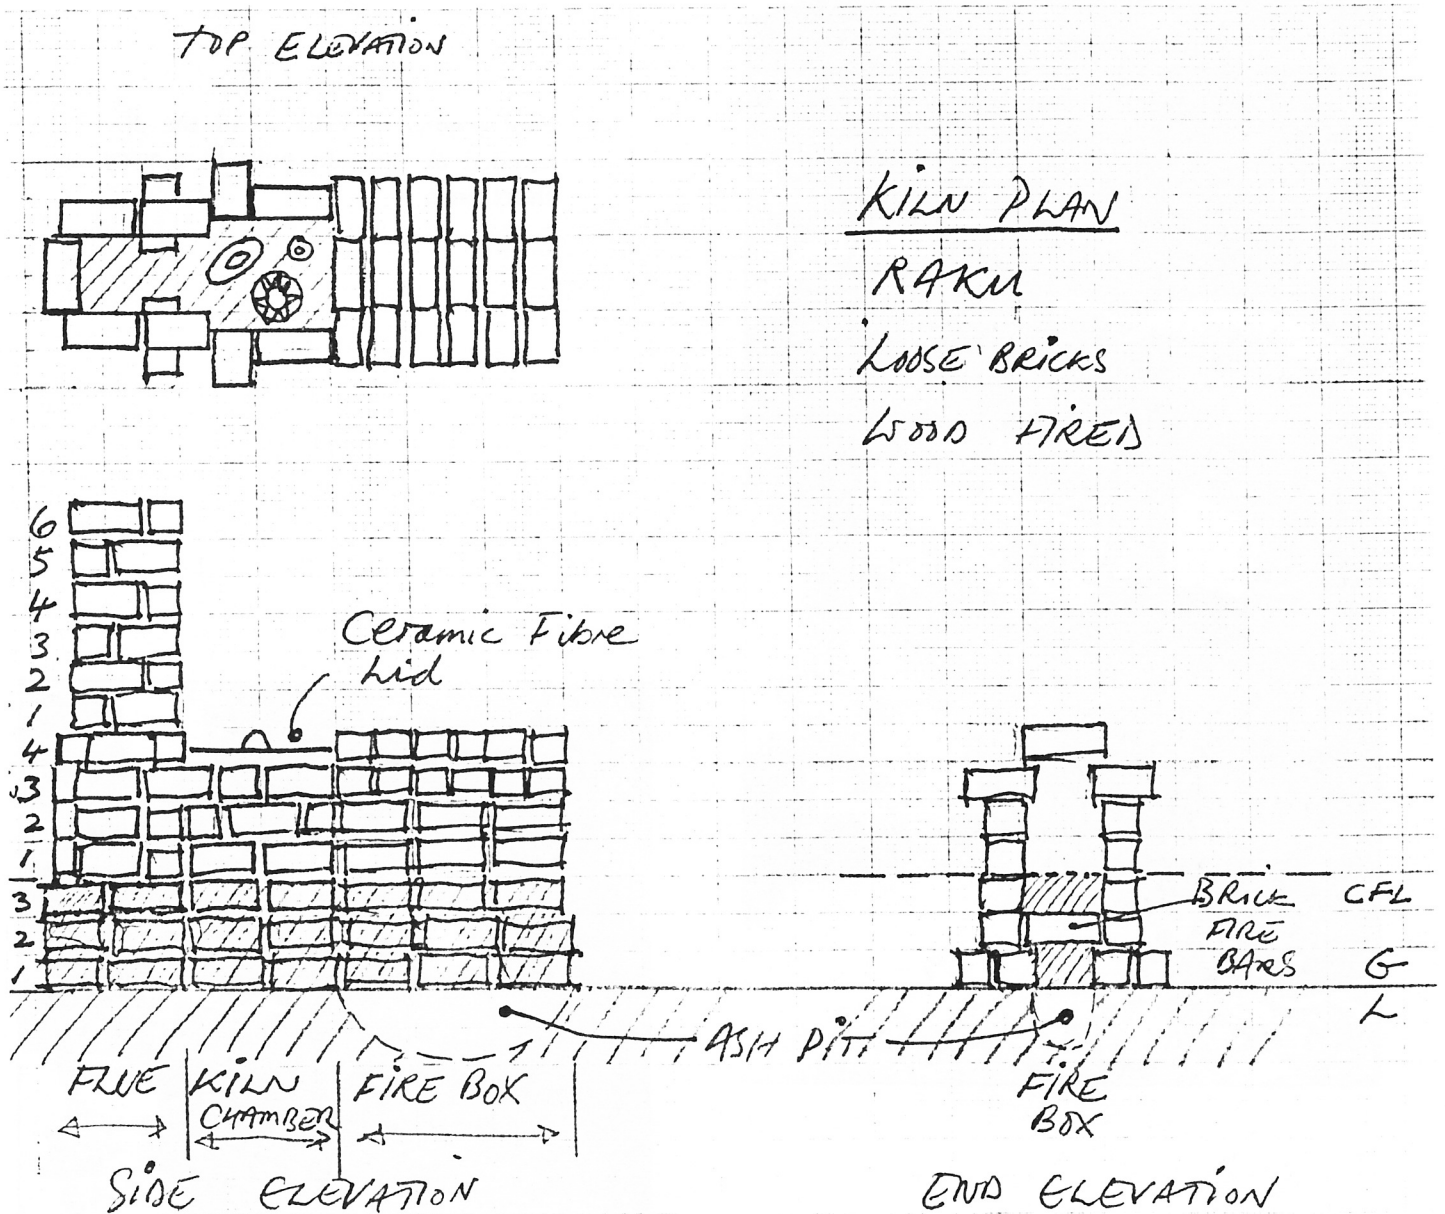 TOP ELEVATION
KILN PLAN
RAKU
LOOSE BRICKS
WOOD FIRED
6
5
4
3
2
1
4
3
2
1
3
2
1
Ceramic Fibre
Lid
BRICK
FIRE
BARS
CFL
G
L
ASH PIT
FLUE
KILN
CHAMBER
FIRE BOX
FIRE
BOX
SIDE ELEVATION
END ELEVATION